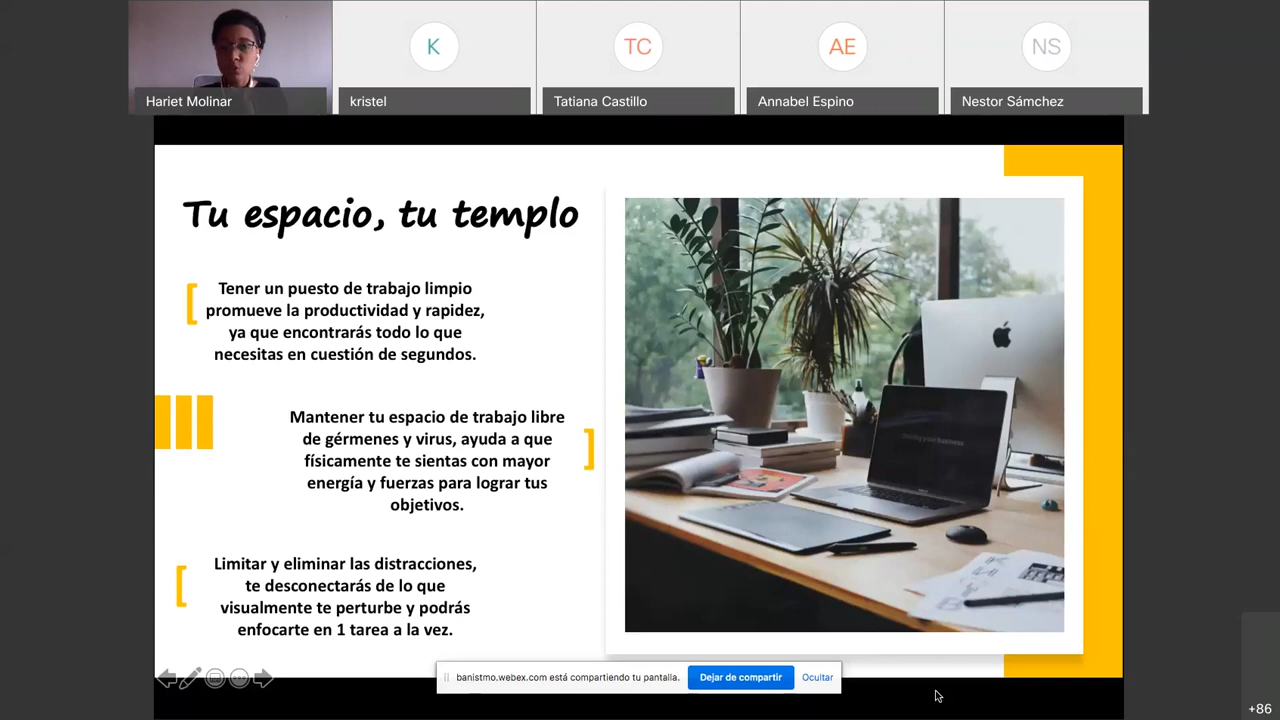 K
TC
AE
NS
Hariet Molinar
kristel
Tatiana Castillo
Annabel Espino
Nestor Sámchez
Tu espacio, tu templo
Tener un puesto de trabajo limpio
promueve la productividad y rapidez,
ya que encontrarás todo lo que
necesitas en cuestión de segundos.
Mantener tu espacio de trabajo libre
de gérmenes y virus, ayuda a que
físicamente te sientas con mayor
energía y fuerzas para lograr tus
objetivos.
Limitar y eliminar las distracciones,
te desconectarás de lo que
visualmente te perturbe y podrás
enfocarte en 1 tarea a la vez.
banistmo.webex.com está compartiendo tu pantalla.
Dejar de compartir
Ocultar
+86